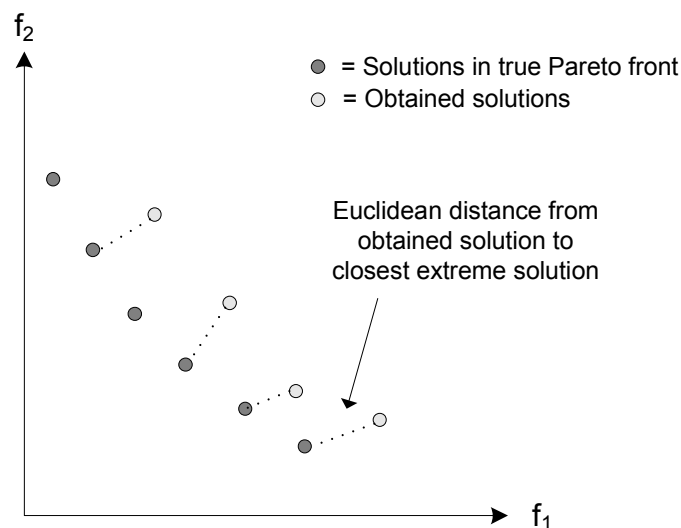 f2
= Solutions in true Pareto front
= Obtained solutions
Euclidean distance from
obtained solution to
closest extreme solution
f1